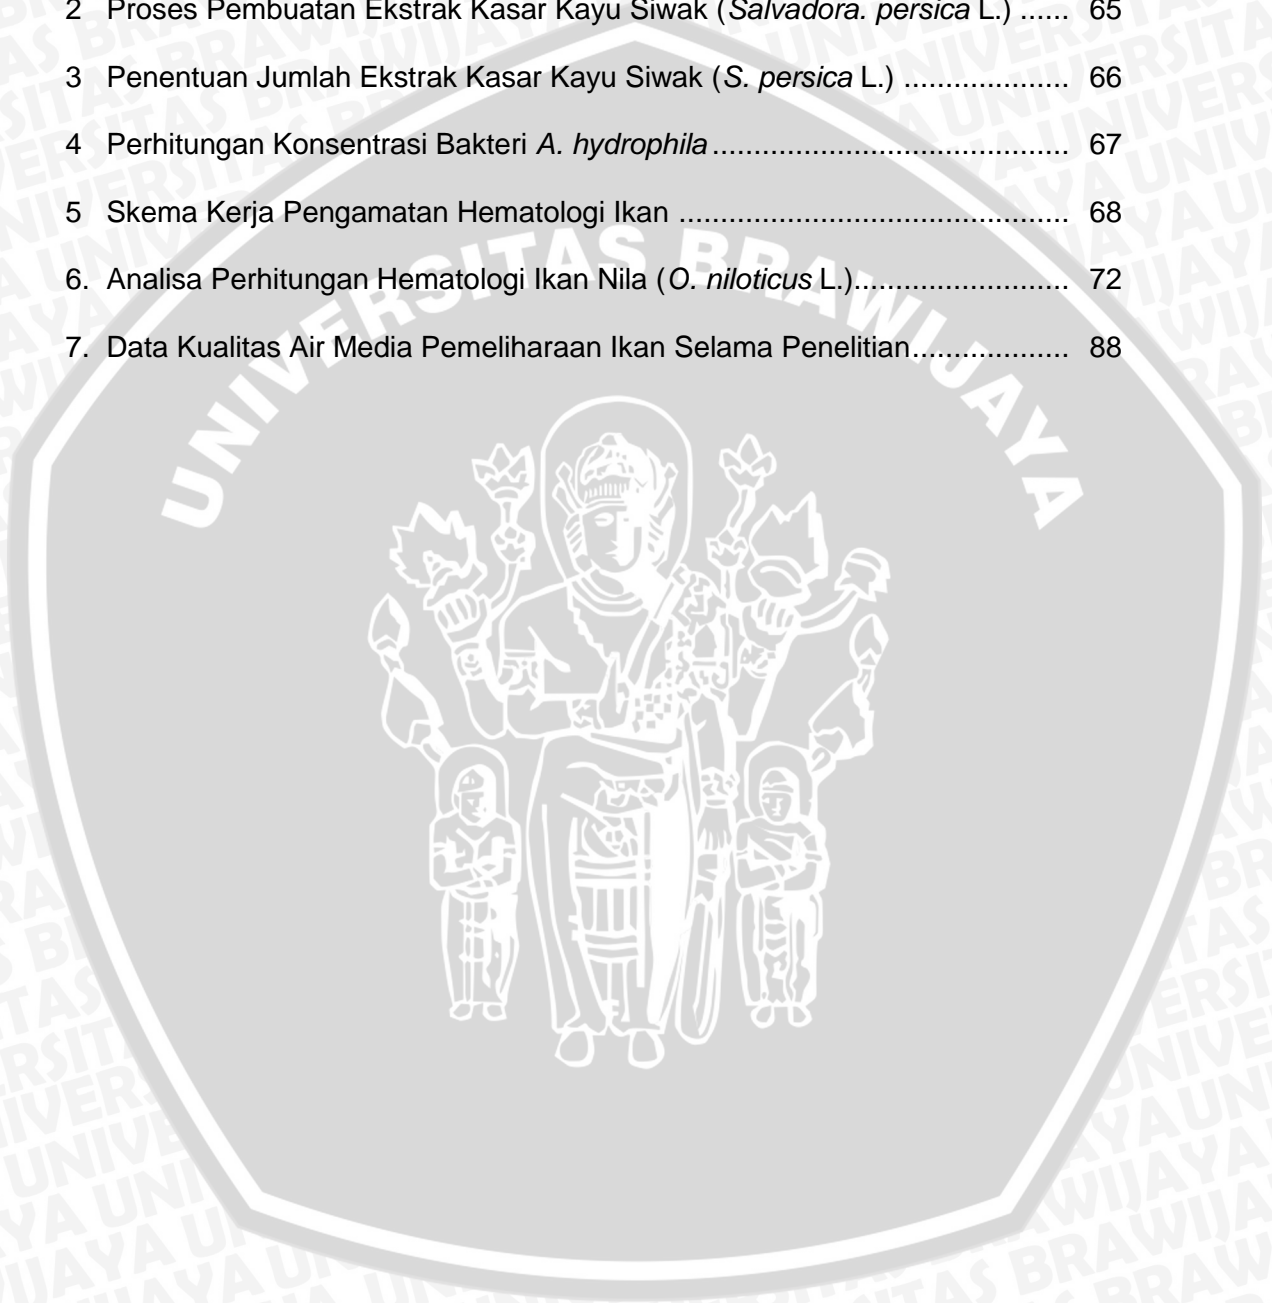 2 Proses Pembuatan Ekstrak Kasar Kayu Siwak (Salvadora. persica L.) ...... 65
3 Penentuan Jumlah Ekstrak Kasar Kayu Siwak (S. persica L.) .................... 66
4 Perhitungan Konsentrasi Bakteri A. hydrophila ........................................... 67
5 Skema Kerja Pengamatan Hematologi Ikan ............................................... 68
6. Analisa Perhitungan Hematologi Ikan Nila (O. niloticus L.).......................... 72
7. Data Kualitas Air Media Pemeliharaan Ikan Selama Penelitian................... 88
UNIVERSITAS BRAWIJAYA